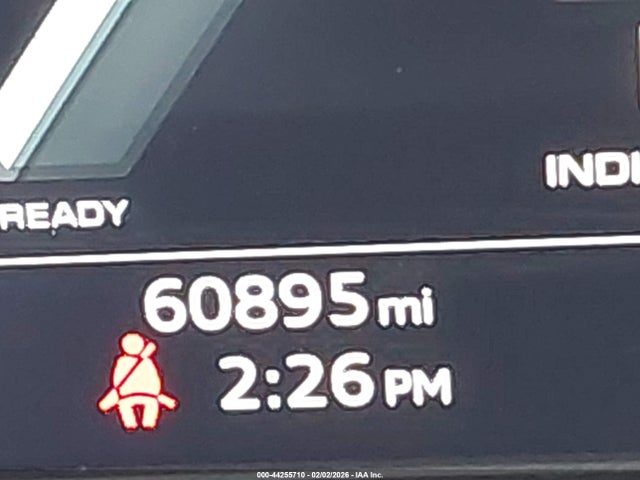 INDI
READY
60895 mi
2:26 PM
000-44255710 - 02/02/2026 - IAA Inc.